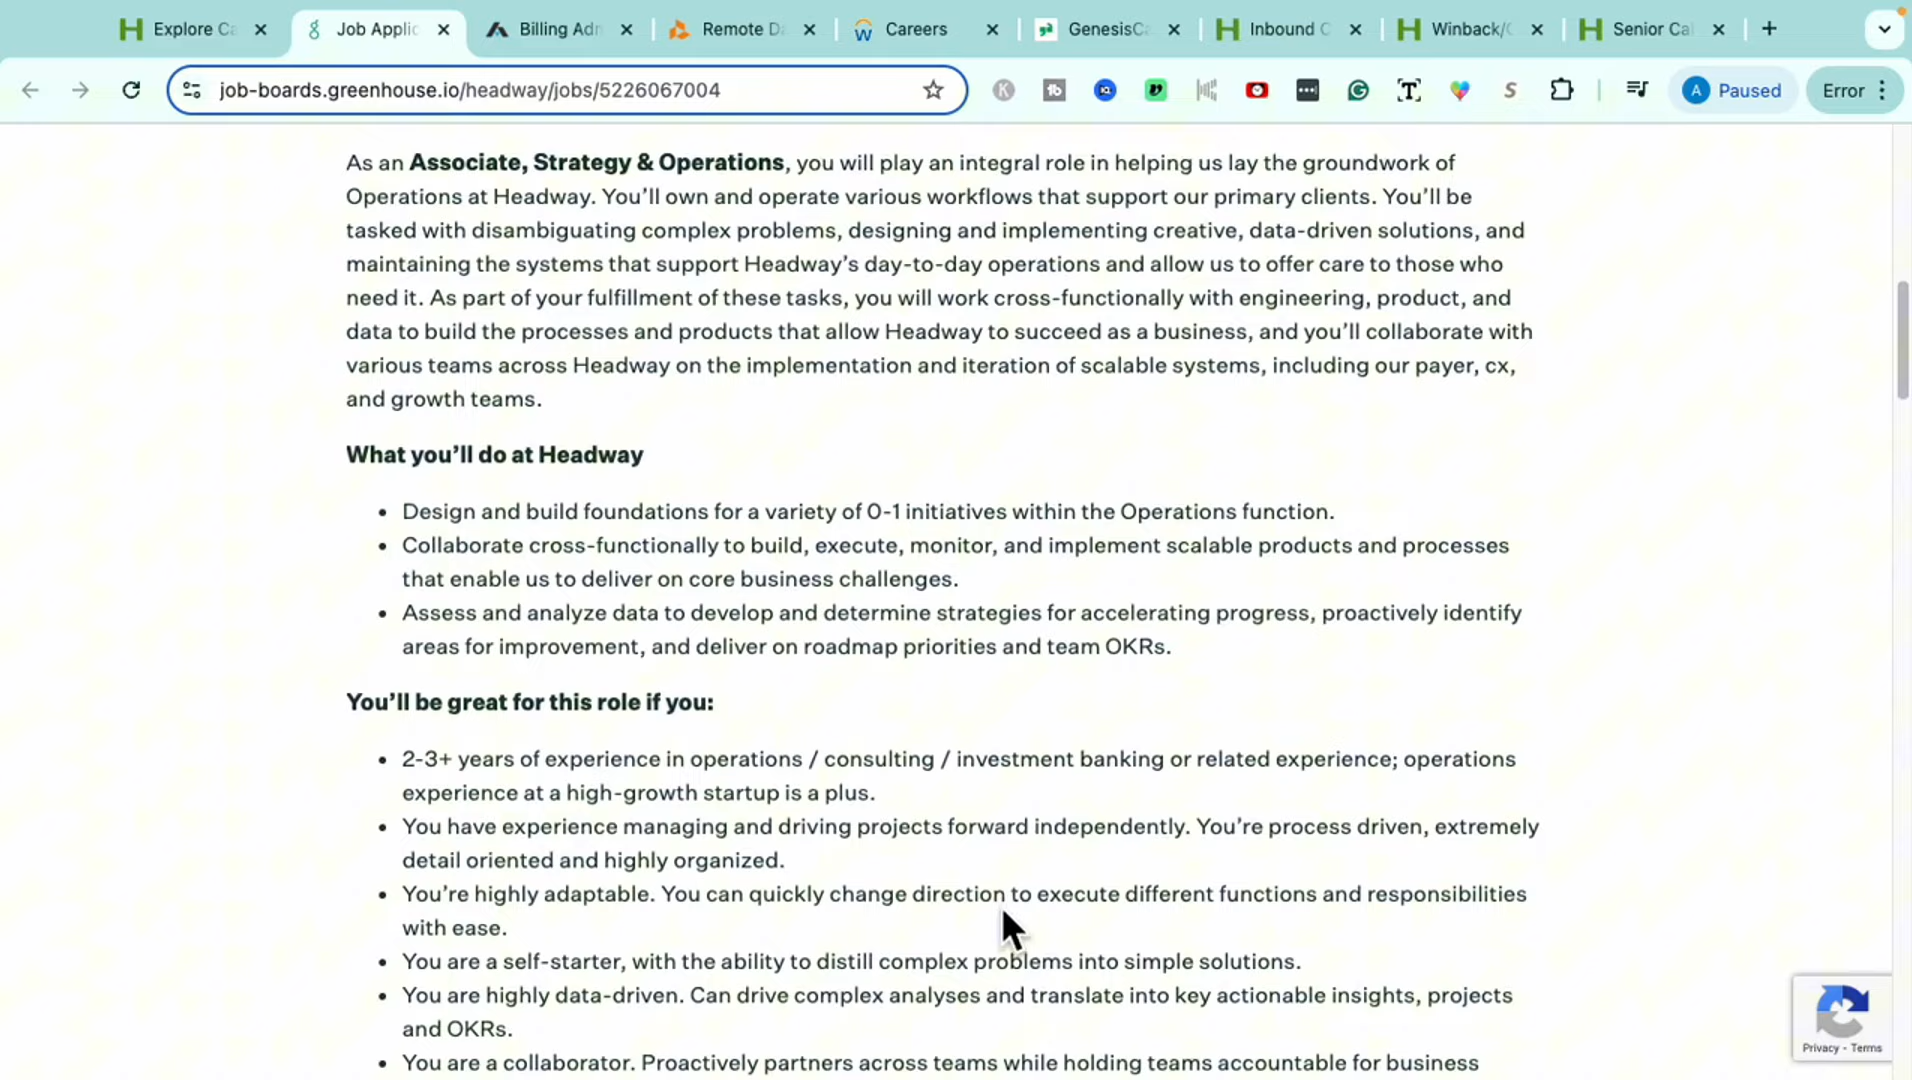 Explore Ca
Job Applic
Billing Adr
Remote D
Careers
GenesisCa
Inbound C
Winback/
Senior Cal
job-boards.greenhouse.io/headway/jobs/5226067004
A Paused
Error
As an Associate, Strategy & Operations, you will play an integral role in helping us lay the groundwork of
Operations at Headway. You’ll own and operate various workflows that support our primary clients. You’ll be
tasked with disambiguating complex problems, designing and implementing creative, data-driven solutions, and
maintaining the systems that support Headway’s day-to-day operations and allow us to offer care to those who
need it. As part of your fulfillment of these tasks, you will work cross-functionally with engineering, product, and
data to build the processes and products that allow Headway to succeed as a business, and you’ll collaborate with
various teams across Headway on the implementation and iteration of scalable systems, including our payer, cx,
and growth teams.
What you’ll do at Headway
• Design and build foundations for a variety of 0-1 initiatives within the Operations function.
• Collaborate cross-functionally to build, execute, monitor, and implement scalable products and processes
that enable us to deliver on core business challenges.
• Assess and analyze data to develop and determine strategies for accelerating progress, proactively identify
areas for improvement, and deliver on roadmap priorities and team OKRs.
You’ll be great for this role if you:
• 2-3+ years of experience in operations / consulting / investment banking or related experience; operations
experience at a high-growth startup is a plus.
• You have experience managing and driving projects forward independently. You’re process driven, extremely
detail oriented and highly organized.
• You’re highly adaptable. You can quickly change direction to execute different functions and responsibilities
with ease.
• You are a self-starter, with the ability to distill complex problems into simple solutions.
• You are highly data-driven. Can drive complex analyses and translate into key actionable insights, projects
and OKRs.
• You are a collaborator. Proactively partners across teams while holding teams accountable for business
Privacy - Terms